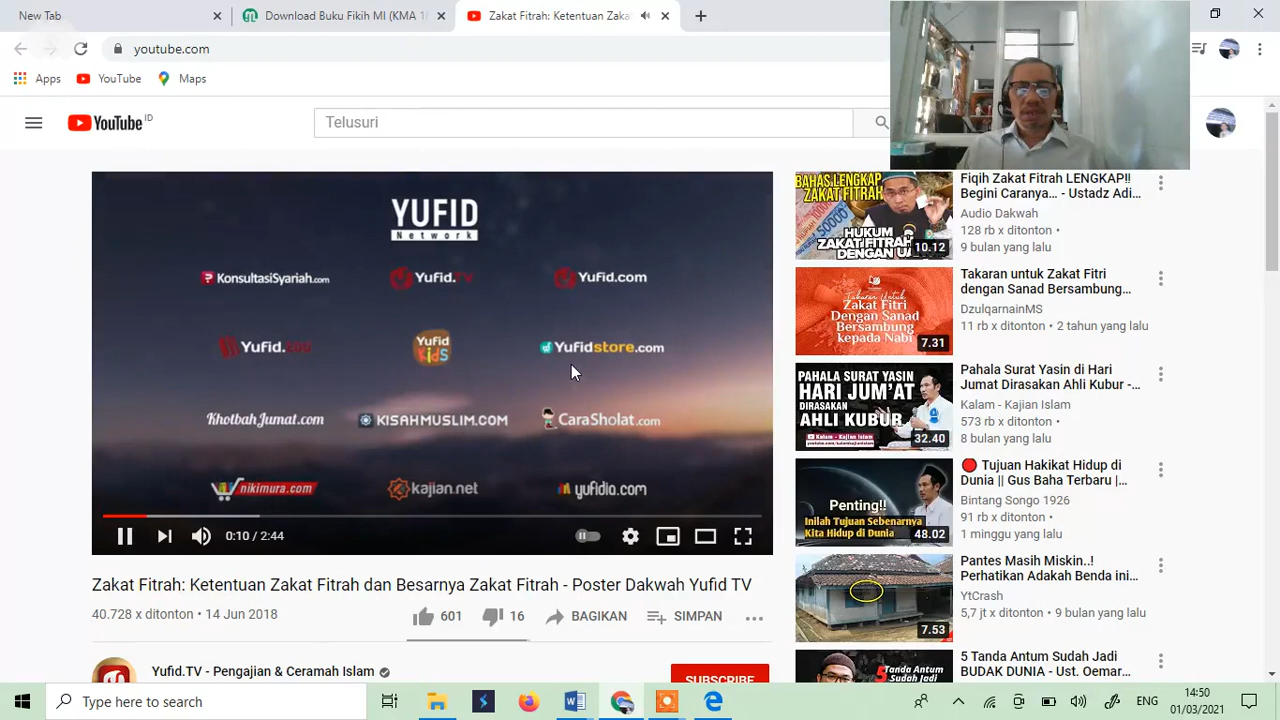 New Tab
Download Buku Fikih MI (KMA 1
Zakat Fitrah: Ketentuan Zaka
youtube.com
Apps
YouTube
Maps
YouTube ID
Telusuri
YUFID
Network
KonsultasiSyariah.com
Yufid.TV
Yufid.com
Yufid.EDU
Yufid Kids
Yufidstore.com
KhotbahJumat.com
KISAHMUSLIM.COM
CaraSholat.com
nikimura.com
kajian.net
yufidia.com
0:17 / 2:44
Zakat Fitrah: Ketentuan Zakat Fitrah dan Besarnya Zakat Fitrah - Poster Dakwah Yufid TV
40.728 x ditonton • 14 Jun 2018
601
16
BAGIKAN
SIMPAN
Yufid.TV - Pengajian & Ceramah Islam
SUBSCRIBE
BAHAS LENGKAP
ZAKAT FITRAH
HUKUM
ZAKAT FITRAH
DENGAN UA
10.12
Fiqih Zakat Fitrah LENGKAP!!
Begini Caranya... - Ustadz Adi...
Audio Dakwah
128 rb x ditonton •
9 bulan yang lalu
Takaran Untuk
Zakat Fitri
Dengan Sanad
Bersambung
kepada Nabi
7.31
Takaran untuk Zakat Fitri
dengan Sanad Bersambung...
DzulqarnainMS
11 rb x ditonton • 2 tahun yang lalu
PAHALA SURAT YASIN
HARI JUM'AT
DIRASAKAN
AHLI KUBUR
Kalam - Kajian Islam
32.40
Pahala Surat Yasin di Hari
Jumat Dirasakan Ahli Kubur -...
Kalam - Kajian Islam
573 rb x ditonton •
8 bulan yang lalu
Penting!!
Inilah Tujuan Sebenarnya
Kita Hidup di Dunia
48.02
Tujuan Hakikat Hidup di
Dunia || Gus Baha Terbaru |...
Bintang Songo 1926
91 rb x ditonton •
1 minggu yang lalu
7.53
Pantes Masih Miskin..!
Perhatikan Adakah Benda ini...
YtCrash
5,7 jt x ditonton • 9 bulan yang lalu
Tanda Antum
Sudah Jadi
5 Tanda Antum Sudah Jadi
BUDAK DUNIA - Ust. Oemar...
Type here to search
ENG
14:50
01/03/2021